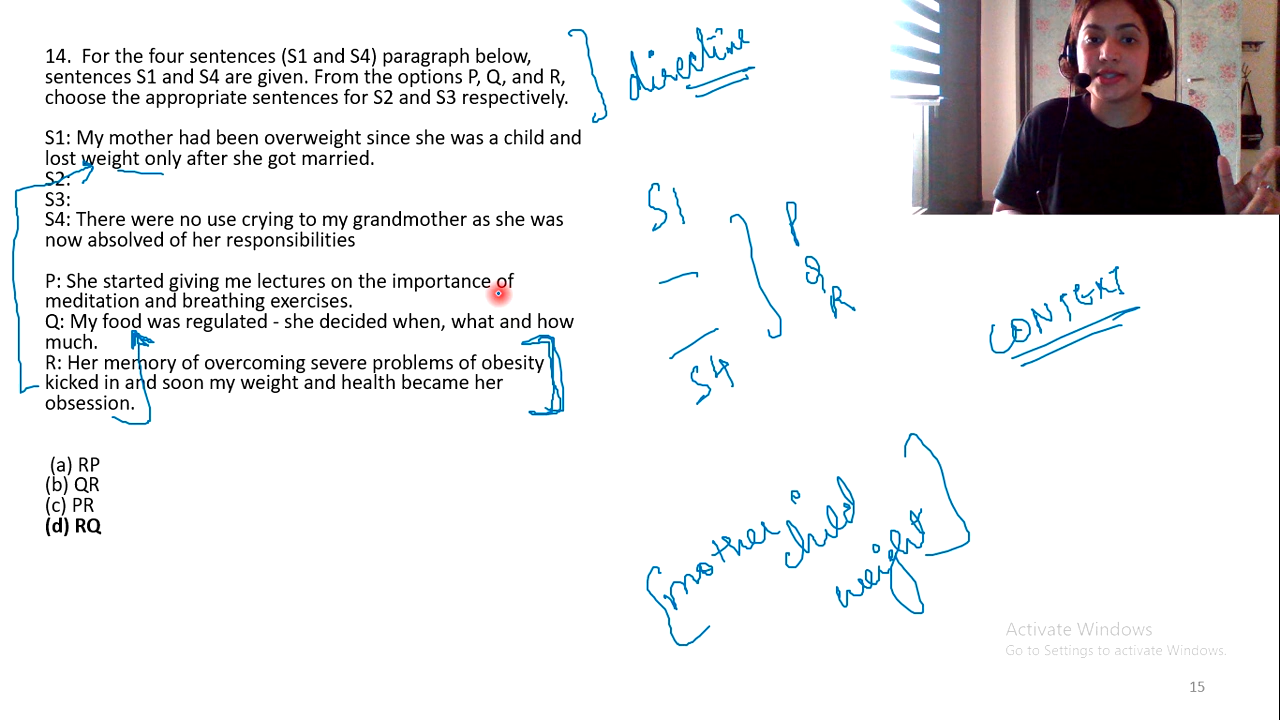 14. For the four sentences (S1 and S4) paragraph below,
sentences S1 and S4 are given. From the options P, Q, and R,
choose the appropriate sentences for S2 and S3 respectively.
directive
S1: My mother had been overweight since she was a child and
lost weight only after she got married.
S2:
S3:
S4: There were no use crying to my grandmother as she was
now absolved of her responsibilities
P: She started giving me lectures on the importance of
meditation and breathing exercises.
Q: My food was regulated - she decided when, what and how
much.
R: Her memory of overcoming severe problems of obesity
kicked in and soon my weight and health became her
obsession.
(a) RP
(b) QR
(c) PR
(d) RQ
S1
S4
P
Q
R
CONTEXT
mother
child
weight
Activate Windows
Go to Settings to activate Windows.
15